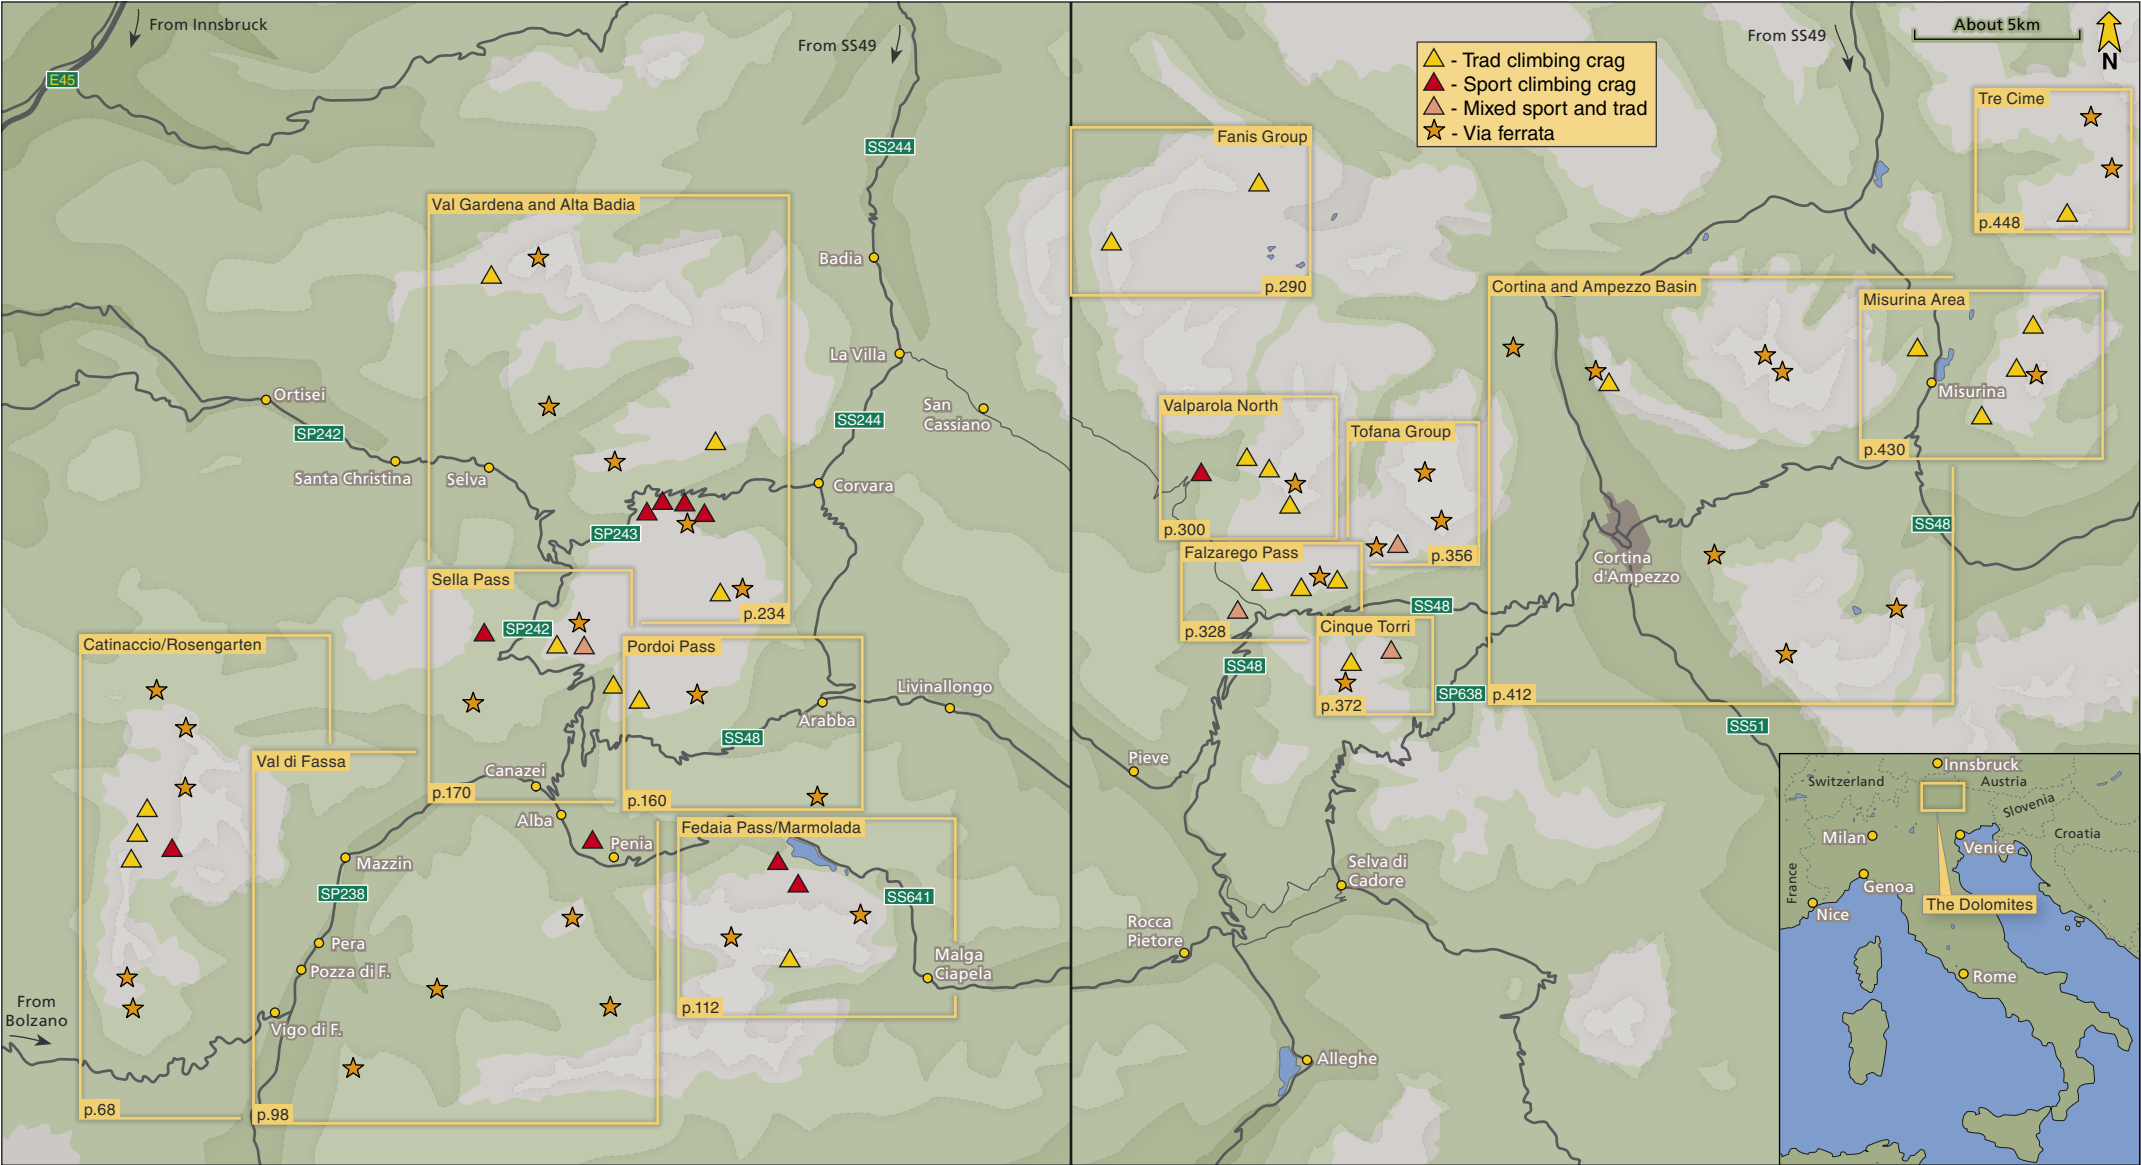 From Innsbruck
From SS49
From SS49
About 5km
N
E45
- Trad climbing crag
- Sport climbing crag
- Mixed sport and trad
- Via ferrata
Tre Cime
p.448
Fanis Group
p.290
SS244
Val Gardena and Alta Badia
p.234
Badia
La Villa
San
Cassiano
SS244
Corvara
Ortisei
SP242
Santa Christina
Selva
SP243
Cortina and Ampezzo Basin
p.412
Misurina Area
p.430
Misurina
SS48
Valparola North
p.300
Tofana Group
p.356
Falzarego Pass
p.328
SS48
Cinque Torri
p.372
SS48
SP638
Cortina
d'Ampezzo
SS51
Sella Pass
SP242
p.170
Pordoi Pass
p.160
SS48
Arabba
Livinallongo
Catinaccio/Rosengarten
p.68
Val di Fassa
p.98
Canazei
Alba
Penia
Mazzin
SP238
Pera
Pozza di F.
Vigo di F.
From
Bolzano
Fedaia Pass/Marmolada
p.112
SS641
Malga
Ciapela
Pieve
Rocca
Pietore
Selva di
Cadore
Alleghe
Innsbruck
Switzerland
Austria
Slovenia
Croatia
Milan
Venice
France
Genoa
Nice
The Dolomites
Rome